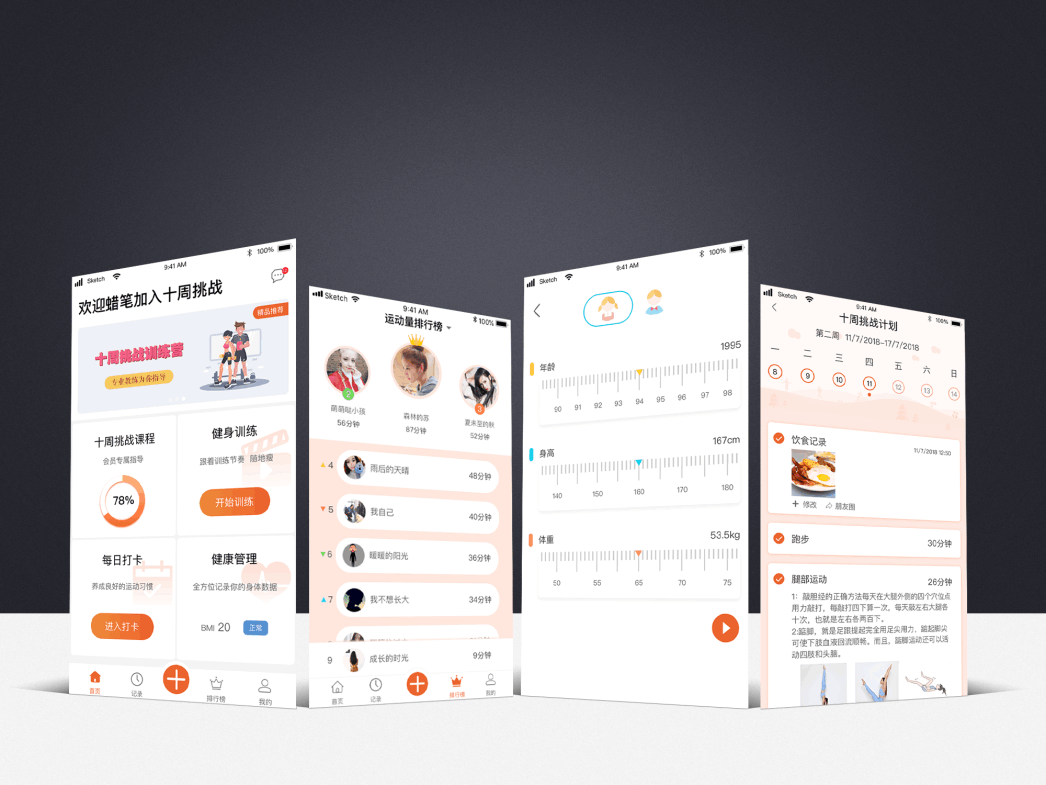 Sketch
9:41 AM
100%
欢迎蜡笔加入十周挑战
精品推荐
十周挑战训练营
专业教练为你指导
十周挑战课程
会员专属指导
78%
健身训练
跟着训练节奏 随地瘦
开始训练
每日打卡
养成良好的运动习惯
进入打卡
健康管理
全方位记录你的身体数据
BMI 20
正常
首页
记录
排行榜
我的
Sketch
9:41 AM
100%
运动量排行榜
2
萌萌哒小孩
56分钟
森林的苏
87分钟
3
夏未至的秋
52分钟
4
雨后的天晴
48分钟
5
我自己
40分钟
6
暖暖的阳光
36分钟
7
我不想长大
34分钟
9
成长的时光
9分钟
首页
记录
排行榜
我的
Sketch
9:41 AM
100%
年龄
1995
90 91 92 93 94 95 96 97 98
身高
167cm
140 150 160 170 180
体重
53.5kg
50 55 60 65 70 75
Sketch
9:41 AM
100%
十周挑战计划
第二周 11/7/2018-17/7/2018
一 二 三 四 五 六 日
8 9 10 11 12 13 14
饮食记录
11/7/2018 12:50
修改
朋友圈
跑步
30分钟
腿部运动
26分钟
1：敲胆经的正确方法每天在大腿外侧的四个穴位点
用力敲打，每敲打四下算一次，每天敲左右大腿各
十次，也就是左右各两百下。
2:踮脚，就是足跟提起完全用足尖用力，踮起脚尖
可使下肢血液回流顺畅。而且，踮脚运动还可以活
动四肢和头脑。